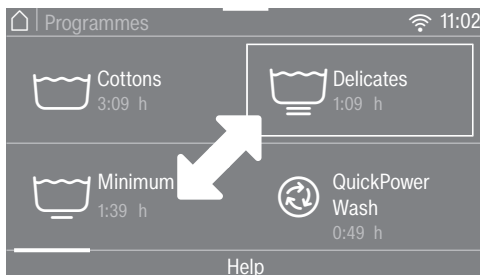 Programmes
11:02
Cottons
3:09 h
Delicates
1:09 h
Minimum
1:39 h
QuickPower
Wash
0:49 h
Help